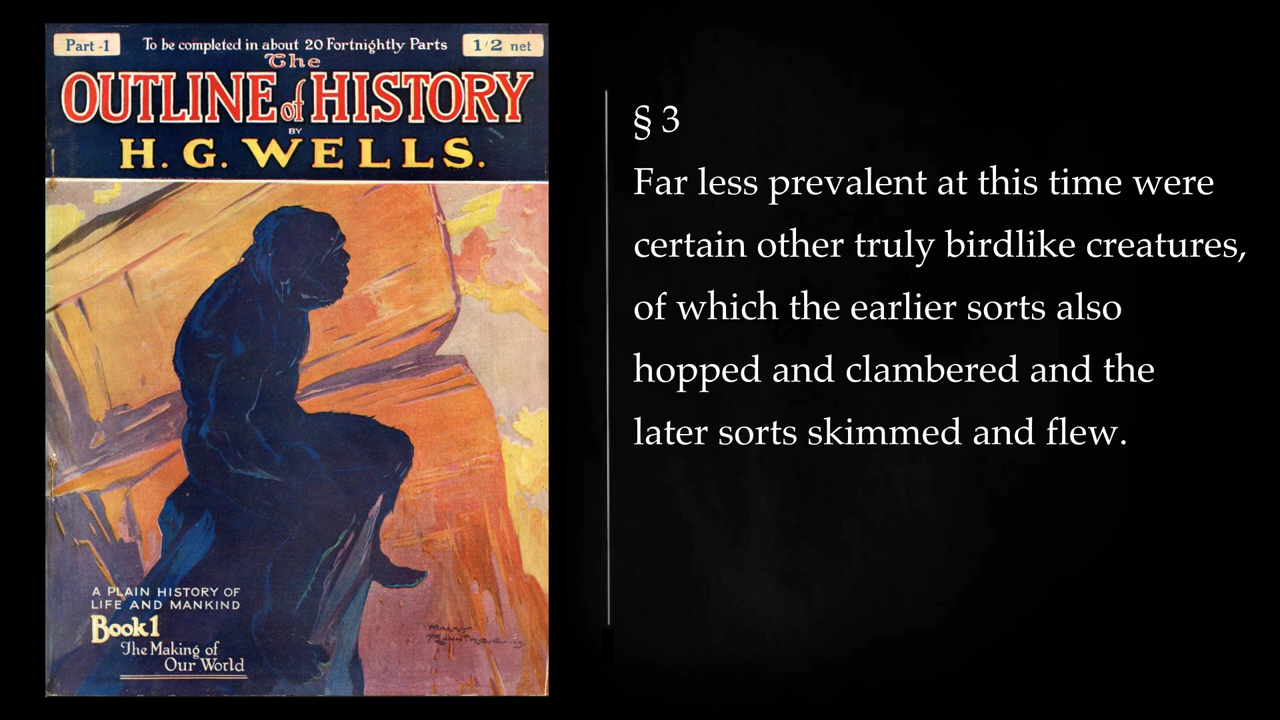 Part -1
To be completed in about 20 Fortnightly Parts
1/2 net
The
OUTLINE of HISTORY
BY
H. G. WELLS.
A PLAIN HISTORY OF
LIFE AND MANKIND
Book 1
The Making of
Our World
§ 3
Far less prevalent at this time were
certain other truly birdlike creatures,
of which the earlier sorts also
hopped and clambered and the
later sorts skimmed and flew.